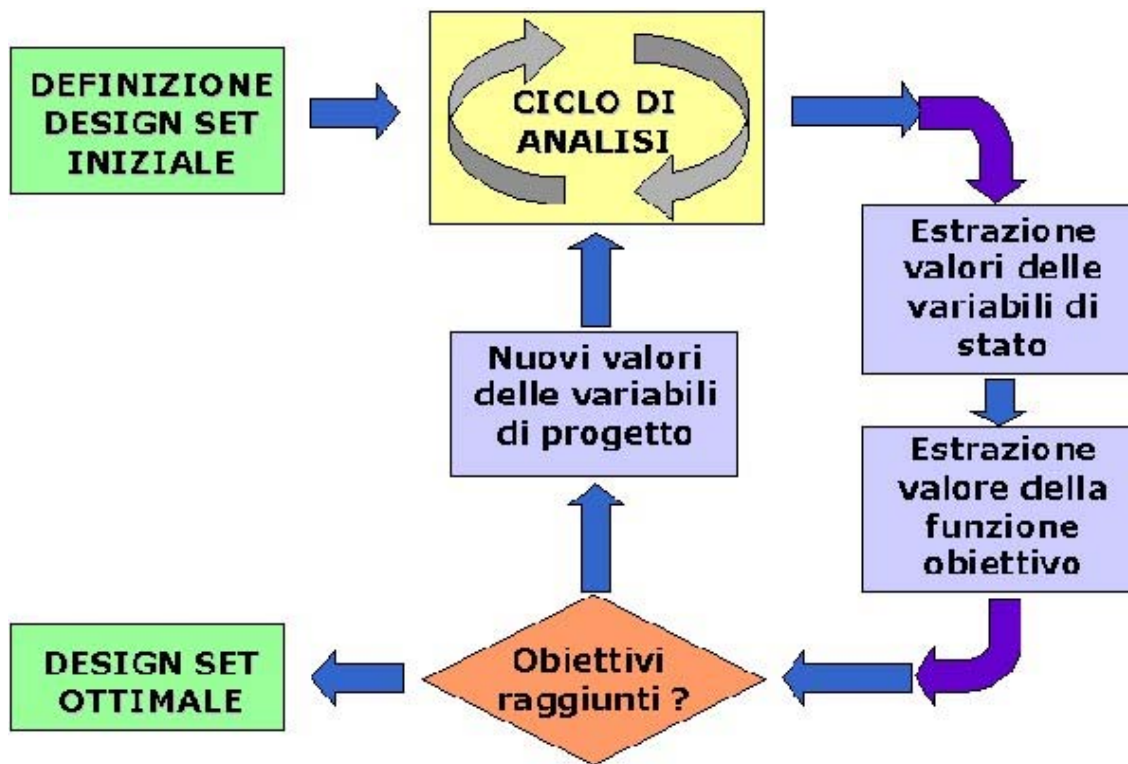 DEFINIZIONE
DESIGN SET
INIZIALE
CICLO DI
ANALISI
Estrazione
valori delle
variabili di
stato
Estrazione
valore della
funzione
obiettivo
Obiettivi
raggiunti ?
Nuovi valori
delle variabili
di progetto
DESIGN SET
OTTIMALE